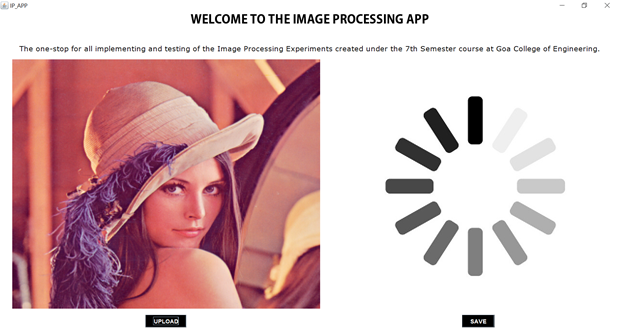 IP_APP
WELCOME TO THE IMAGE PROCESSING APP
The one-stop for all implementing and testing of the Image Processing Experiments created under the 7th Semester course at Goa College of Engineering.
UPLOAD
SAVE